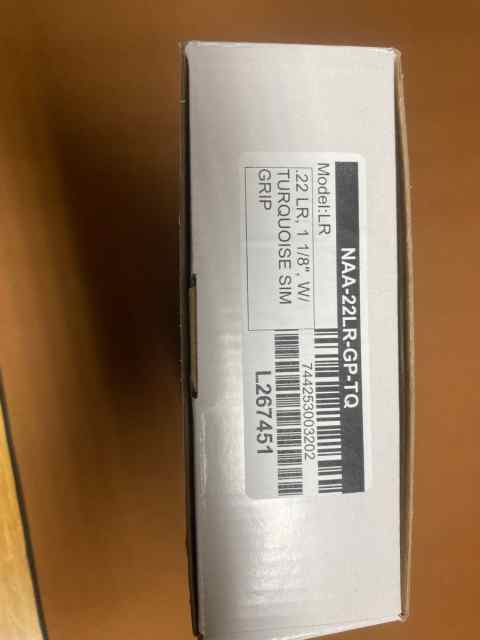 NAA-22LR-GP-TQ
Model:LR
.22 LR, 1 1/8", W/
TURQUOISE SIM
GRIP
744253003202
L267451